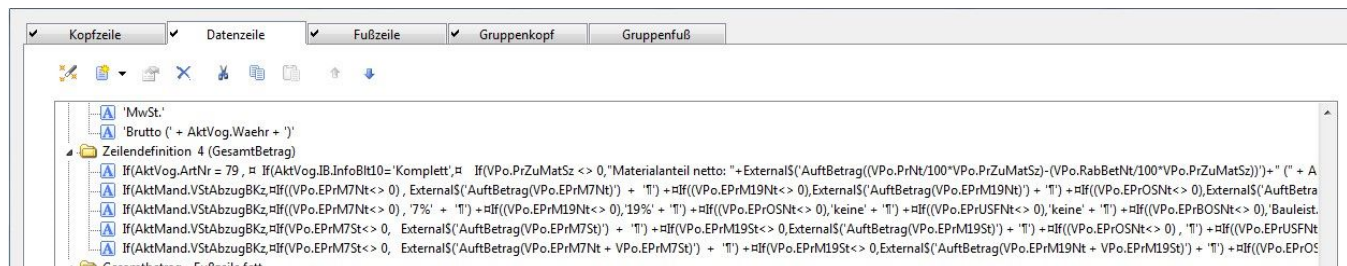 Kopfzeile Datenzeile Fußzeile Gruppenkopf Gruppenfuß
'MwSt.'
'Brutto (' + AktVog.Waehr + ')'
Zeilendefinition 4 (GesamtBetrag)
If(AktVog.ArtNr = 79 , ¤ If(AktVog.IB.InfoBlt10='Komplett',¤ If(VPo.PrZuMatSz <> 0,"Materialanteil netto: "+External$('AuftBetrag((VPo.PrNt/100*VPo.PrZuMatSz)-(VPo.RabBetNt/100*VPo.PrZuMatSz))')+" (" + A
If(AktMand.VStAbzugBKz,¤If((VPo.EPrM7Nt<> 0) , External$('AuftBetrag(VPo.EPrM7Nt)') + '¶') +¤If((VPo.EPrM19Nt<> 0),External$('AuftBetrag(VPo.EPrM19Nt)') + '¶') +¤If((VPo.EPrOSNt<> 0),External$('AuftBetra
If(AktMand.VStAbzugBKz,¤If((VPo.EPrM7Nt<> 0) , '7%' + '¶') +¤If((VPo.EPrM19Nt<> 0),'19%' + '¶') +¤If((VPo.EPrOSNt<> 0),'keine' + '¶') +¤If((VPo.EPrUSFNt<> 0),'keine' + '¶') +¤If((VPo.EPrBOSNt<> 0),'Bauleist.
If(AktMand.VStAbzugBKz,¤If(VPo.EPrM7St<> 0, External$('AuftBetrag(VPo.EPrM7St)') + '¶') +¤If(VPo.EPrM19St<> 0,External$('AuftBetrag(VPo.EPrM19St)') + '¶') +¤If((VPo.EPrOSNt<> 0) , '¶') +¤If((VPo.EPrUSFNt
If(AktMand.VStAbzugBKz,¤If(VPo.EPrM7St<> 0, External$('AuftBetrag(VPo.EPrM7Nt + VPo.EPrM7St)') + '¶') +¤If(VPo.EPrM19St<> 0,External$('AuftBetrag(VPo.EPrM19Nt + VPo.EPrM19St)') + '¶') +¤If((VPo.EPrOS